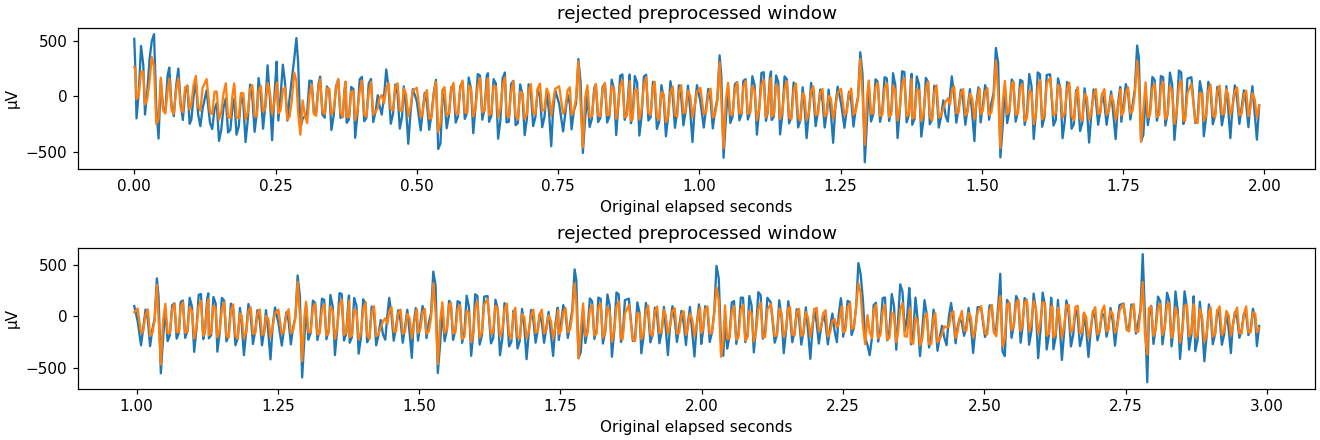 rejected preprocessed window
500
0
−500
µV
0.00 0.25 0.50 0.75 1.00 1.25 1.50 1.75 2.00
Original elapsed seconds
rejected preprocessed window
500
0
−500
µV
1.00 1.25 1.50 1.75 2.00 2.25 2.50 2.75 3.00
Original elapsed seconds